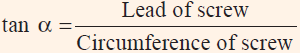 tan α = Lead of screw / Circumference of screw